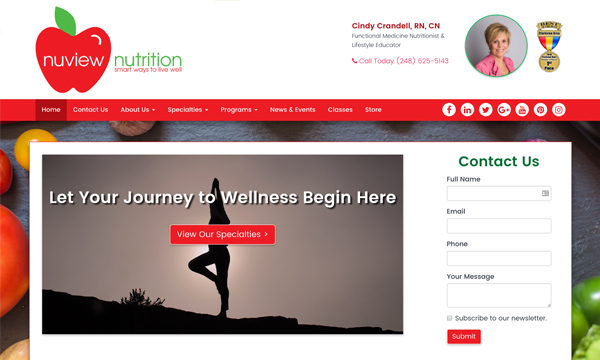 nuview nutrition
smart ways to live well
Cindy Crandell, RN, CN
Functional Medicine Nutritionist &
Lifestyle Educator
Call Today (248) 625-5143
Home Contact Us About Us Specialties Programs News & Events Classes Store
Let Your Journey to Wellness Begin Here
View Our Specialties >
Contact Us
Full Name
Email
Phone
Your Message
Subscribe to our newsletter.
Submit